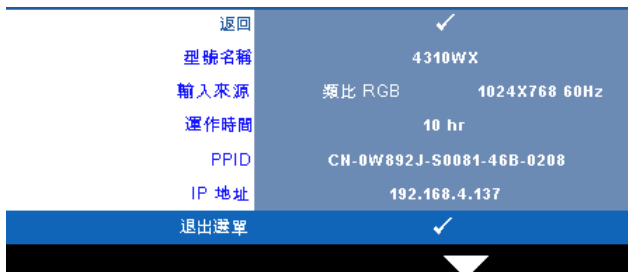 返回 ✓
型號名稱 4310WX
輸入來源 類比 RGB 1024X768 60Hz
運作時間 10 hr
PPID CN-0W892J-S0081-46B-0208
IP 地址 192.168.4.137
退出選單 ✓